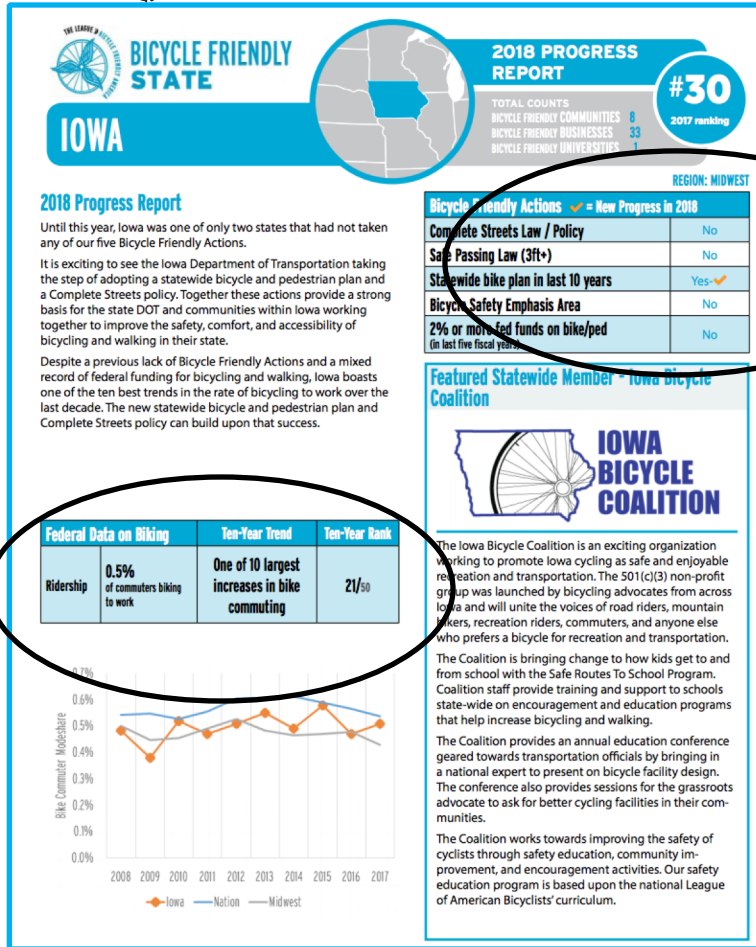 THE LEAGUE OF
BICYCLE FRIENDLY AMERICA
BICYCLE FRIENDLY
STATE
IOWA
2018 PROGRESS
REPORT
TOTAL COUNTS
BICYCLE FRIENDLY COMMUNITIES 8
BICYCLE FRIENDLY BUSINESSES 33
BICYCLE FRIENDLY UNIVERSITIES 1
#30
2017 ranking
2018 Progress Report
Until this year, Iowa was one of only two states that had not taken
any of our five Bicycle Friendly Actions.
It is exciting to see the Iowa Department of Transportation taking
the step of adopting a statewide bicycle and pedestrian plan and
a Complete Streets policy. Together these actions provide a strong
basis for the state DOT and communities within Iowa working
together to improve the safety, comfort, and accessibility of
bicycling and walking in their state.
Despite a previous lack of Bicycle Friendly Actions and a mixed
record of federal funding for bicycling and walking, Iowa boasts
one of the ten best trends in the rate of bicycling to work over the
last decade. The new statewide bicycle and pedestrian plan and
Complete Streets policy can build upon that success.
Federal Data on Biking Ten-Year Trend Ten-Year Rank
Ridership
0.5%
of commuters biking
to work
One of 10 largest
increases in bike
commuting
21/50
Bike Commuter Modeshare
0.7%
0.6%
0.5%
0.4%
0.3%
0.2%
0.1%
0.0%
2008 2009 2010 2011 2012 2013 2014 2015 2016 2017
Iowa Nation Midwest
REGION: MIDWEST
Bicycle Friendly Actions ✓ = New Progress in 2018
Complete Streets Law / Policy No
Safe Passing Law (3ft+) No
Statewide bike plan in last 10 years Yes-✓
Bicycle Safety Emphasis Area No
2% or more fed funds on bike/ped No
(in last five fiscal years)
Featured Statewide Member - Iowa Bicycle
Coalition
IOWA
BICYCLE
COALITION
The Iowa Bicycle Coalition is an exciting organization
working to promote Iowa cycling as safe and enjoyable
recreation and transportation. The 501(c)(3) non-profit
group was launched by bicycling advocates from across
Iowa and will unite the voices of road riders, mountain
bikers, recreation riders, commuters, and anyone else
who prefers a bicycle for recreation and transportation.
The Coalition is bringing change to how kids get to and
from school with the Safe Routes To School Program.
Coalition staff provide training and support to schools
state-wide on encouragement and education programs
that help increase bicycling and walking.
The Coalition provides an annual education conference
geared towards transportation officials by bringing in
a national expert to present on bicycle facility design.
The conference also provides sessions for the grassroots
advocate to ask for better cycling facilities in their com-
munities.
The Coalition works towards improving the safety of
cyclists through safety education, community im-
provement, and encouragement activities. Our safety
education program is based upon the national League
of American Bicyclists' curriculum.